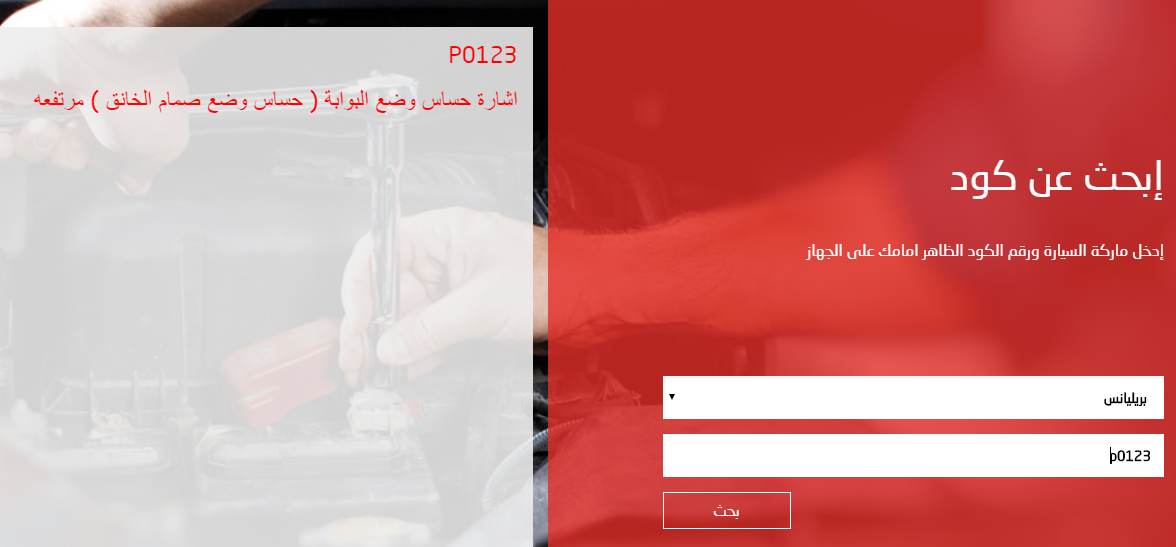 إبحث عن كود
إدخل ماركة السيارة ورقم الكود الظاهر امامك على الجهاز
بريليانس
p0123
بحث
P0123
اشارة حساس وضع البوابة ( حساس وضع صمام الخانق ) مرتفعه